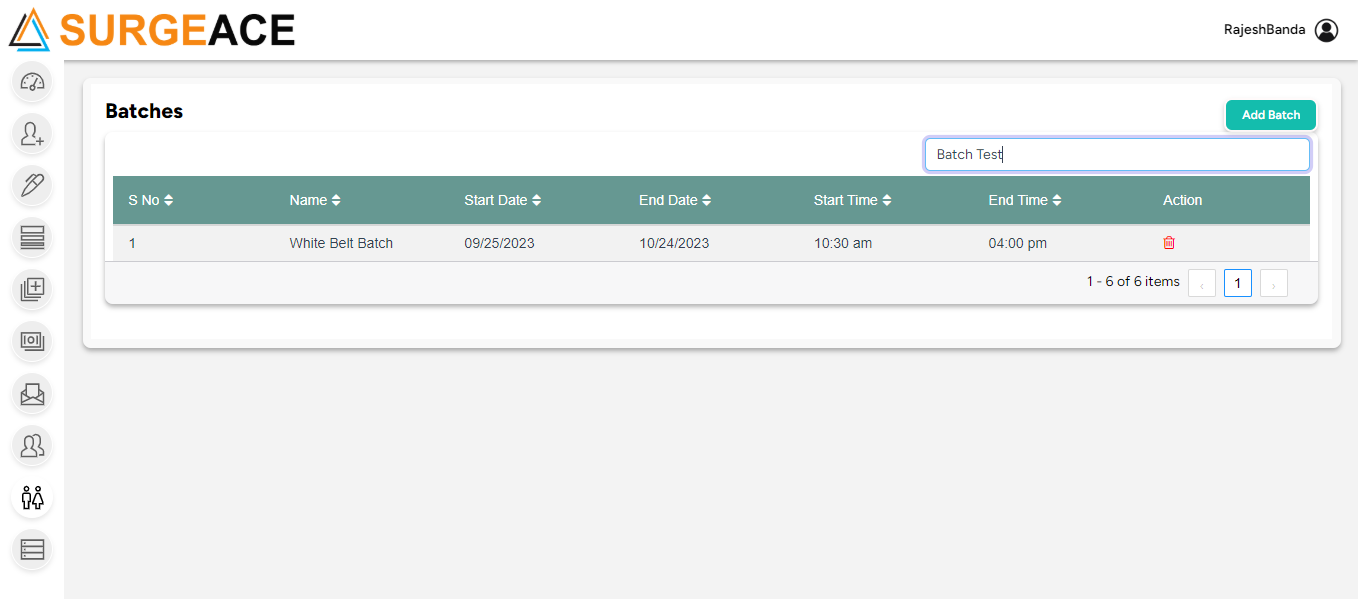 SURGEACE
RajeshBanda
Batches
Add Batch
Batch Test
S No Name Start Date End Date Start Time End Time Action
1 White Belt Batch 09/25/2023 10/24/2023 10:30 am 04:00 pm
1 - 6 of 6 items ‹ 1 ›